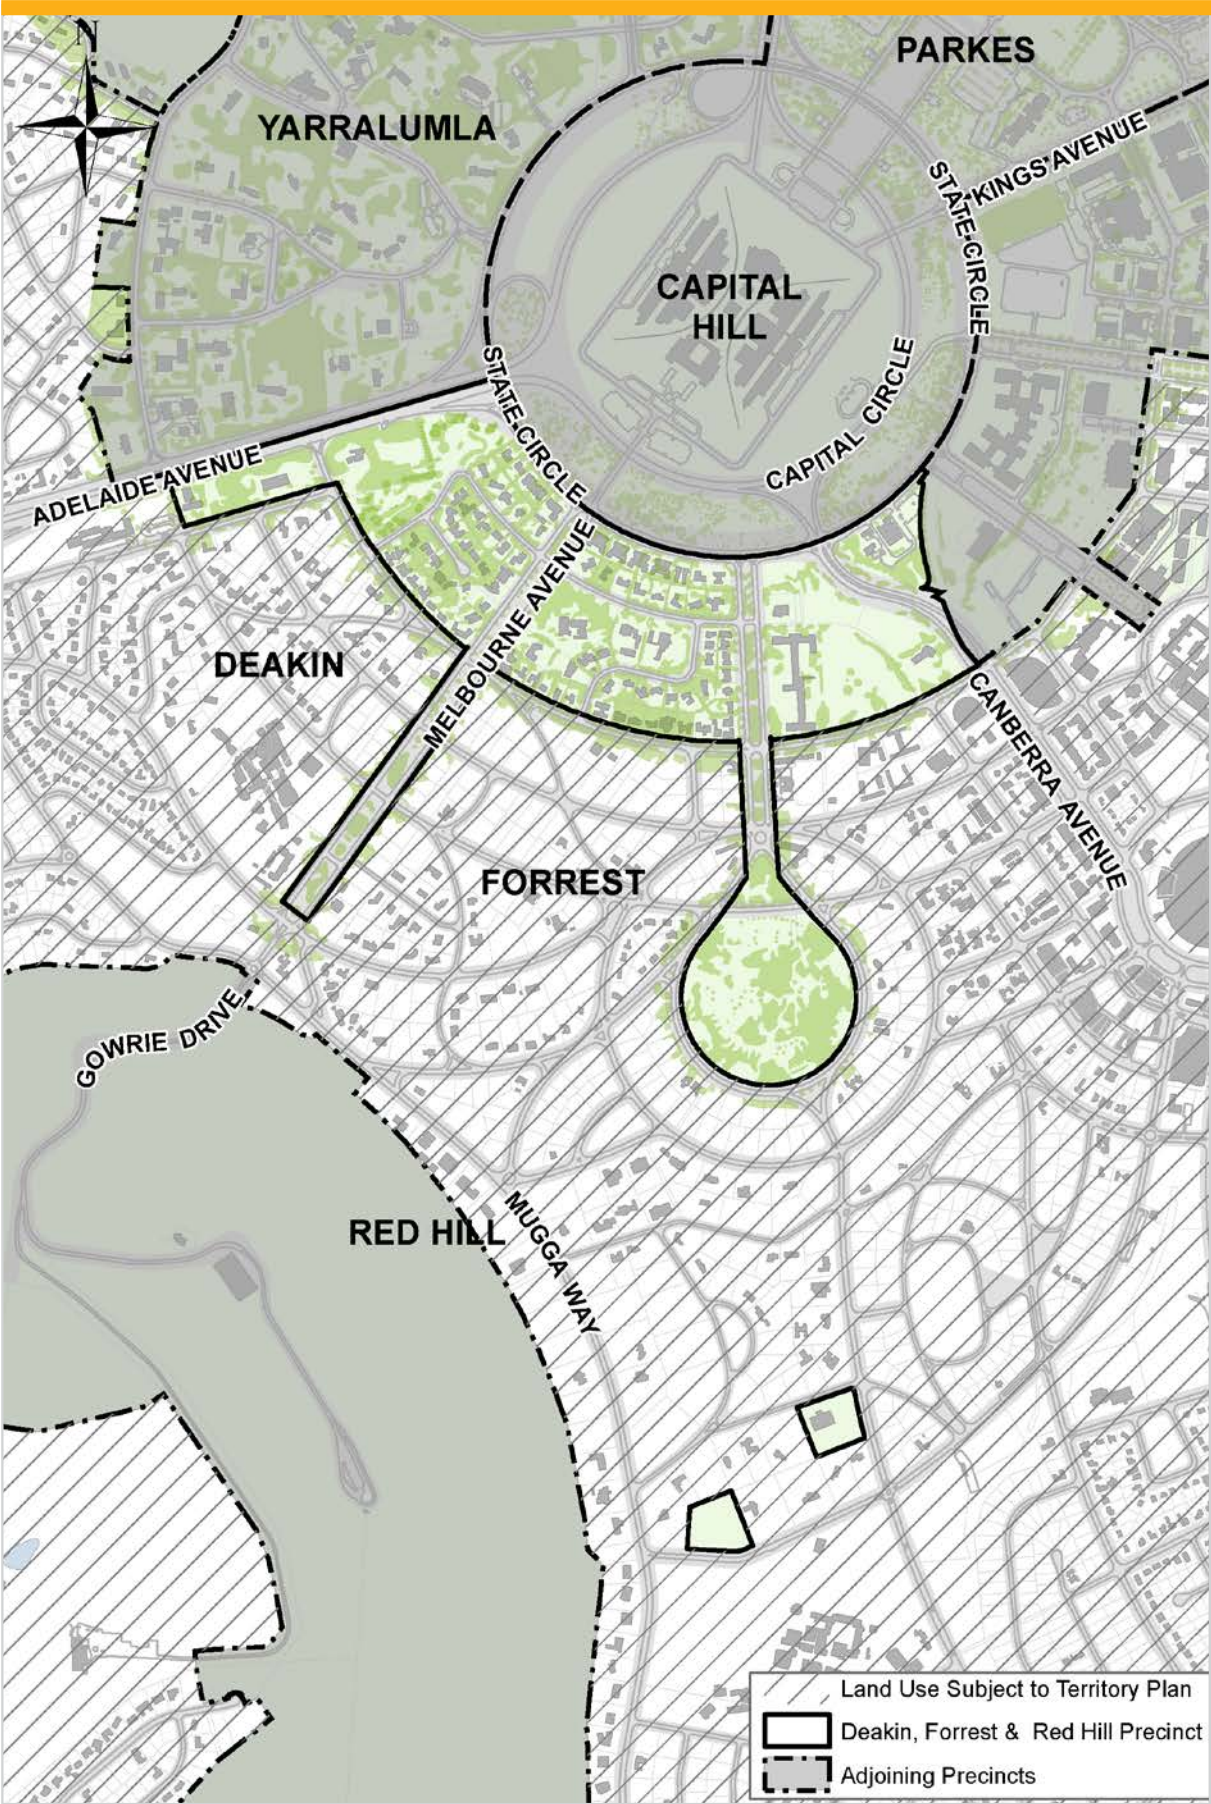 N
PARKES
YARRALUMLA
KINGS AVENUE
STATE CIRCLE
CAPITAL
HILL
STATE CIRCLE
CAPITAL CIRCLE
ADELAIDE AVENUE
MELBOURNE AVENUE
DEAKIN
CANBERRA AVENUE
FORREST
GOWRIE DRIVE
RED HILL
MUGGA WAY
Land Use Subject to Territory Plan
Deakin, Forrest & Red Hill Precinct
Adjoining Precincts